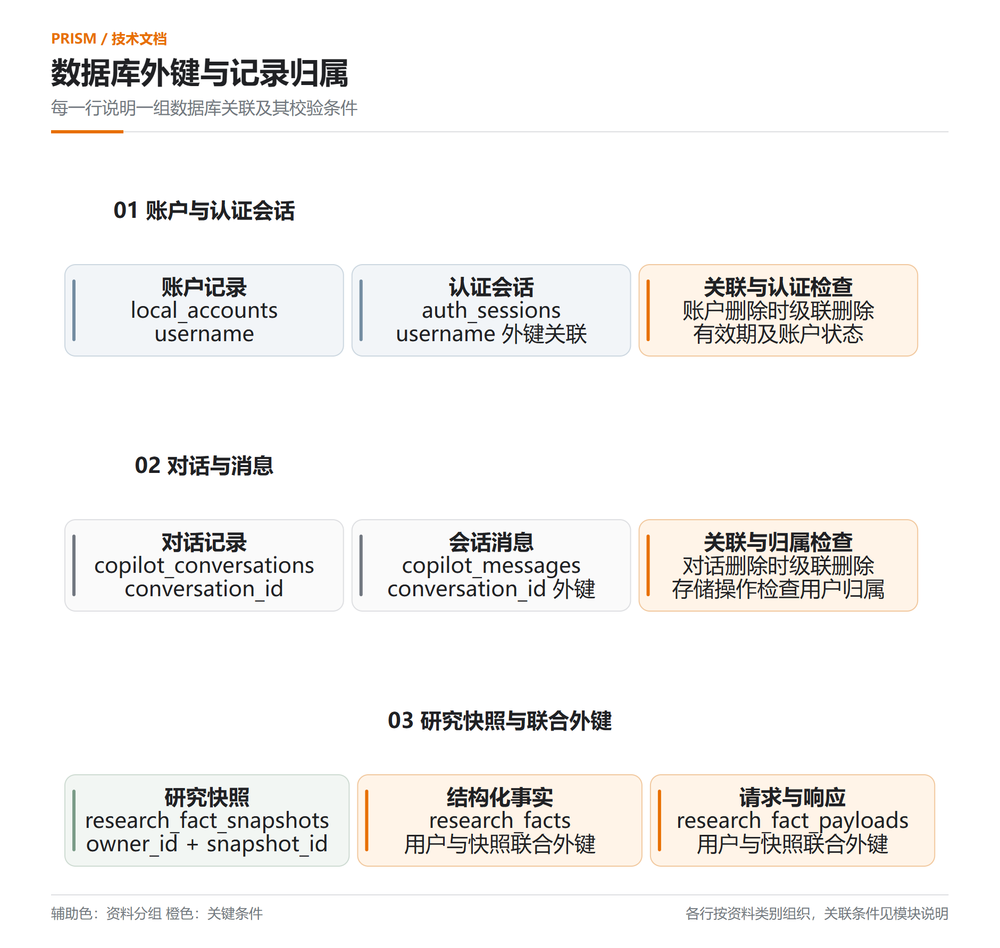 PRISM / 技术文档
数据库外键与记录归属
每一行说明一组数据库关联及其校验条件
01 账户与认证会话
账户记录
local_accounts
username
认证会话
auth_sessions
username 外键关联
关联与认证检查
账户删除时级联删除
有效期及账户状态
02 对话与消息
对话记录
copilot_conversations
conversation_id
会话消息
copilot_messages
conversation_id 外键
关联与归属检查
对话删除时级联删除
存储操作检查用户归属
03 研究快照与联合外键
研究快照
research_fact_snapshots
owner_id + snapshot_id
结构化事实
research_facts
用户与快照联合外键
请求与响应
research_fact_payloads
用户与快照联合外键
辅助色：资料分组 橙色：关键条件
各行按资料类别组织，关联条件见模块说明